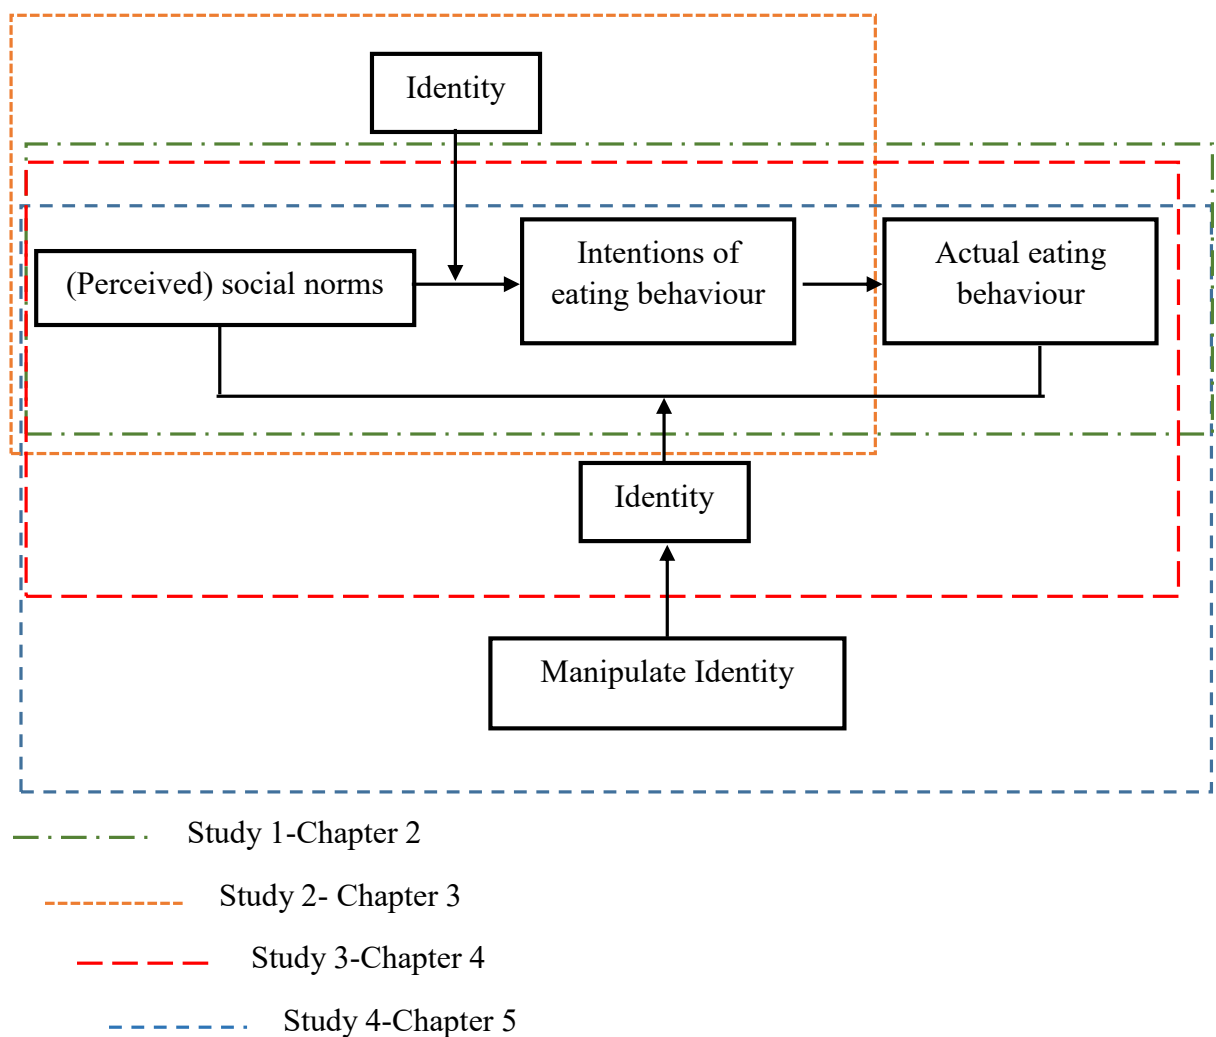 Identity
(Perceived) social norms
Intentions of
eating behaviour
Actual eating
behaviour
Identity
Manipulate Identity
Study 1-Chapter 2
Study 2- Chapter 3
Study 3-Chapter 4
Study 4-Chapter 5